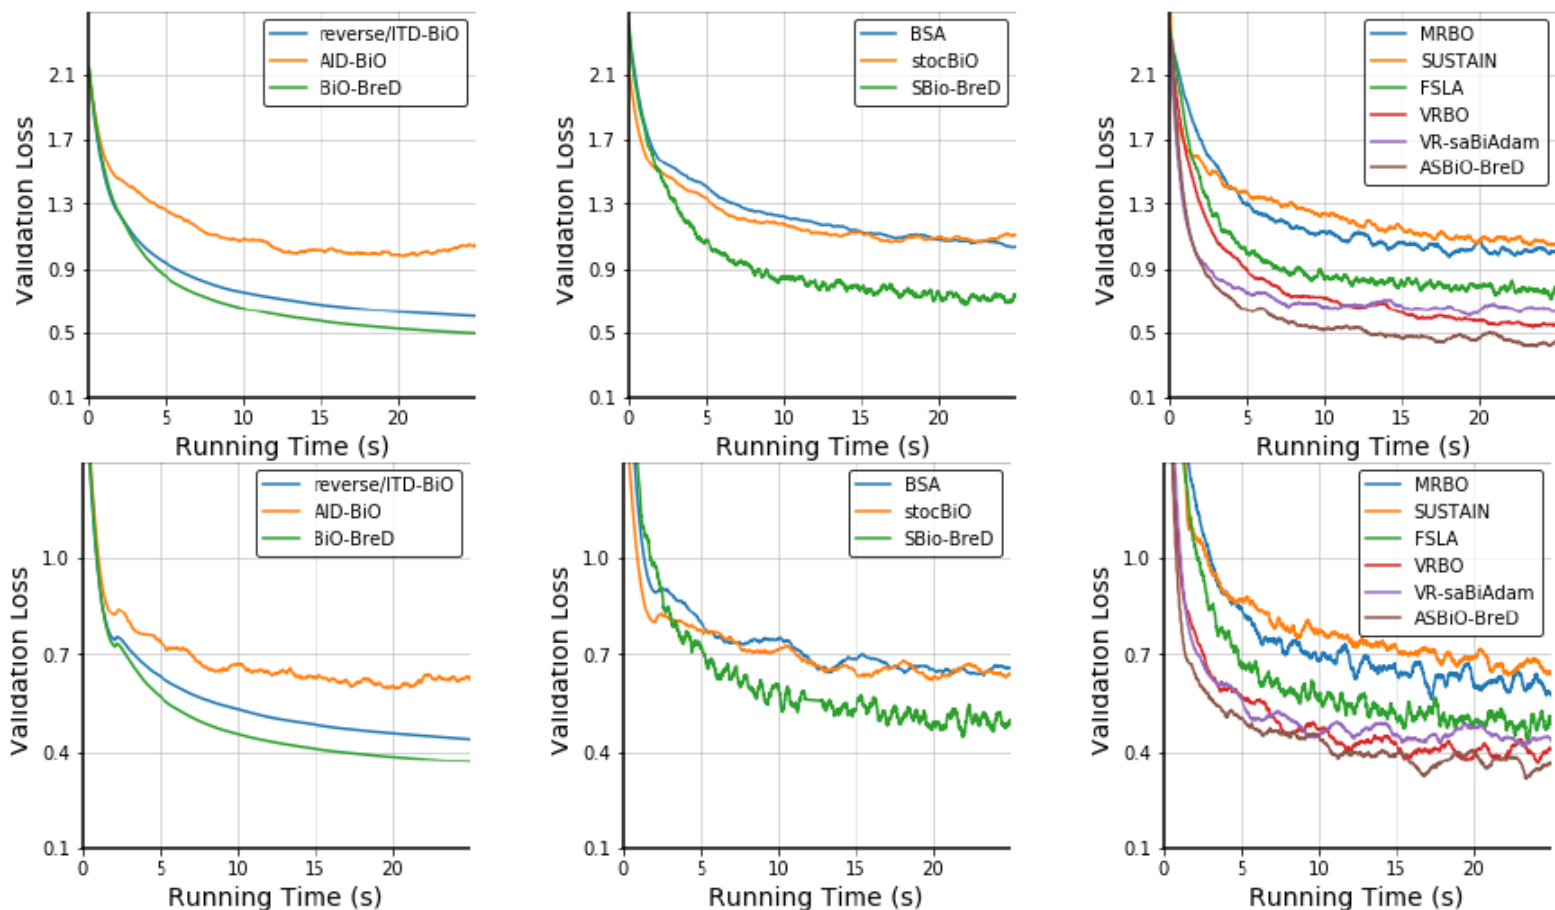 Validation Loss
2.1
1.7
1.3
0.9
0.5
0.1
reverse/ITD-BiO
AID-BiO
BiO-BreD
0 5 10 15 20
Running Time (s)
Validation Loss
2.1
1.7
1.3
0.9
0.5
0.1
BSA
stocBiO
SBio-BreD
0 5 10 15 20
Running Time (s)
Validation Loss
2.1
1.7
1.3
0.9
0.5
0.1
MRBO
SUSTAIN
FSLA
VRBO
VR-saBiAdam
ASBiO-BreD
0 5 10 15 20
Running Time (s)
Validation Loss
1.0
0.7
0.4
0.1
reverse/ITD-BiO
AID-BiO
BiO-BreD
0 5 10 15 20
Running Time (s)
Validation Loss
1.0
0.7
0.4
0.1
BSA
stocBiO
SBio-BreD
0 5 10 15 20
Running Time (s)
Validation Loss
1.0
0.7
0.4
0.1
MRBO
SUSTAIN
FSLA
VRBO
VR-saBiAdam
ASBiO-BreD
0 5 10 15 20
Running Time (s)